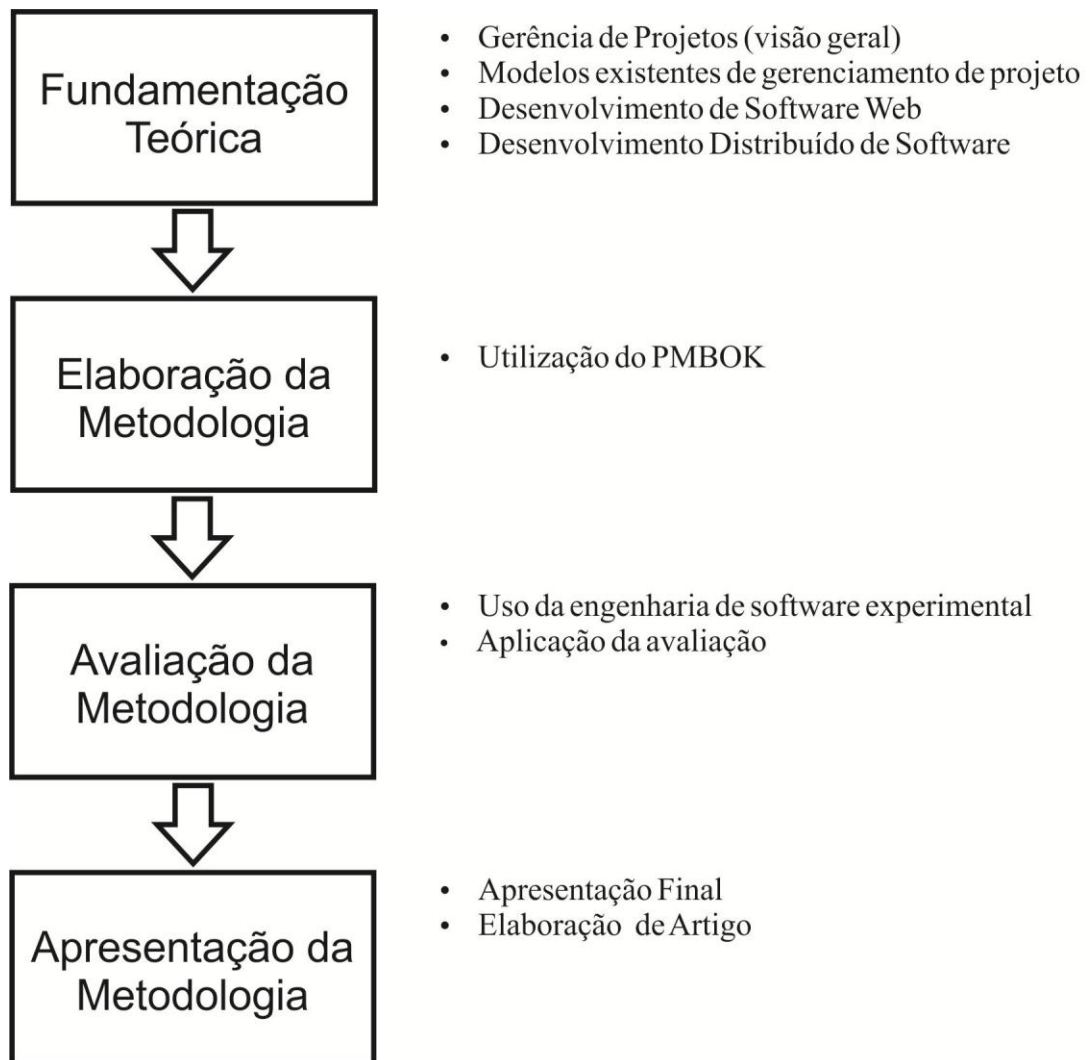 Fundamentação
Teórica
• Gerência de Projetos (visão geral)
• Modelos existentes de gerenciamento de projeto
• Desenvolvimento de Software Web
• Desenvolvimento Distribuído de Software
Elaboração da
Metodologia
• Utilização do PMBOK
Avaliação da
Metodologia
• Uso da engenharia de software experimental
• Aplicação da avaliação
Apresentação da
Metodologia
• Apresentação Final
• Elaboração de Artigo